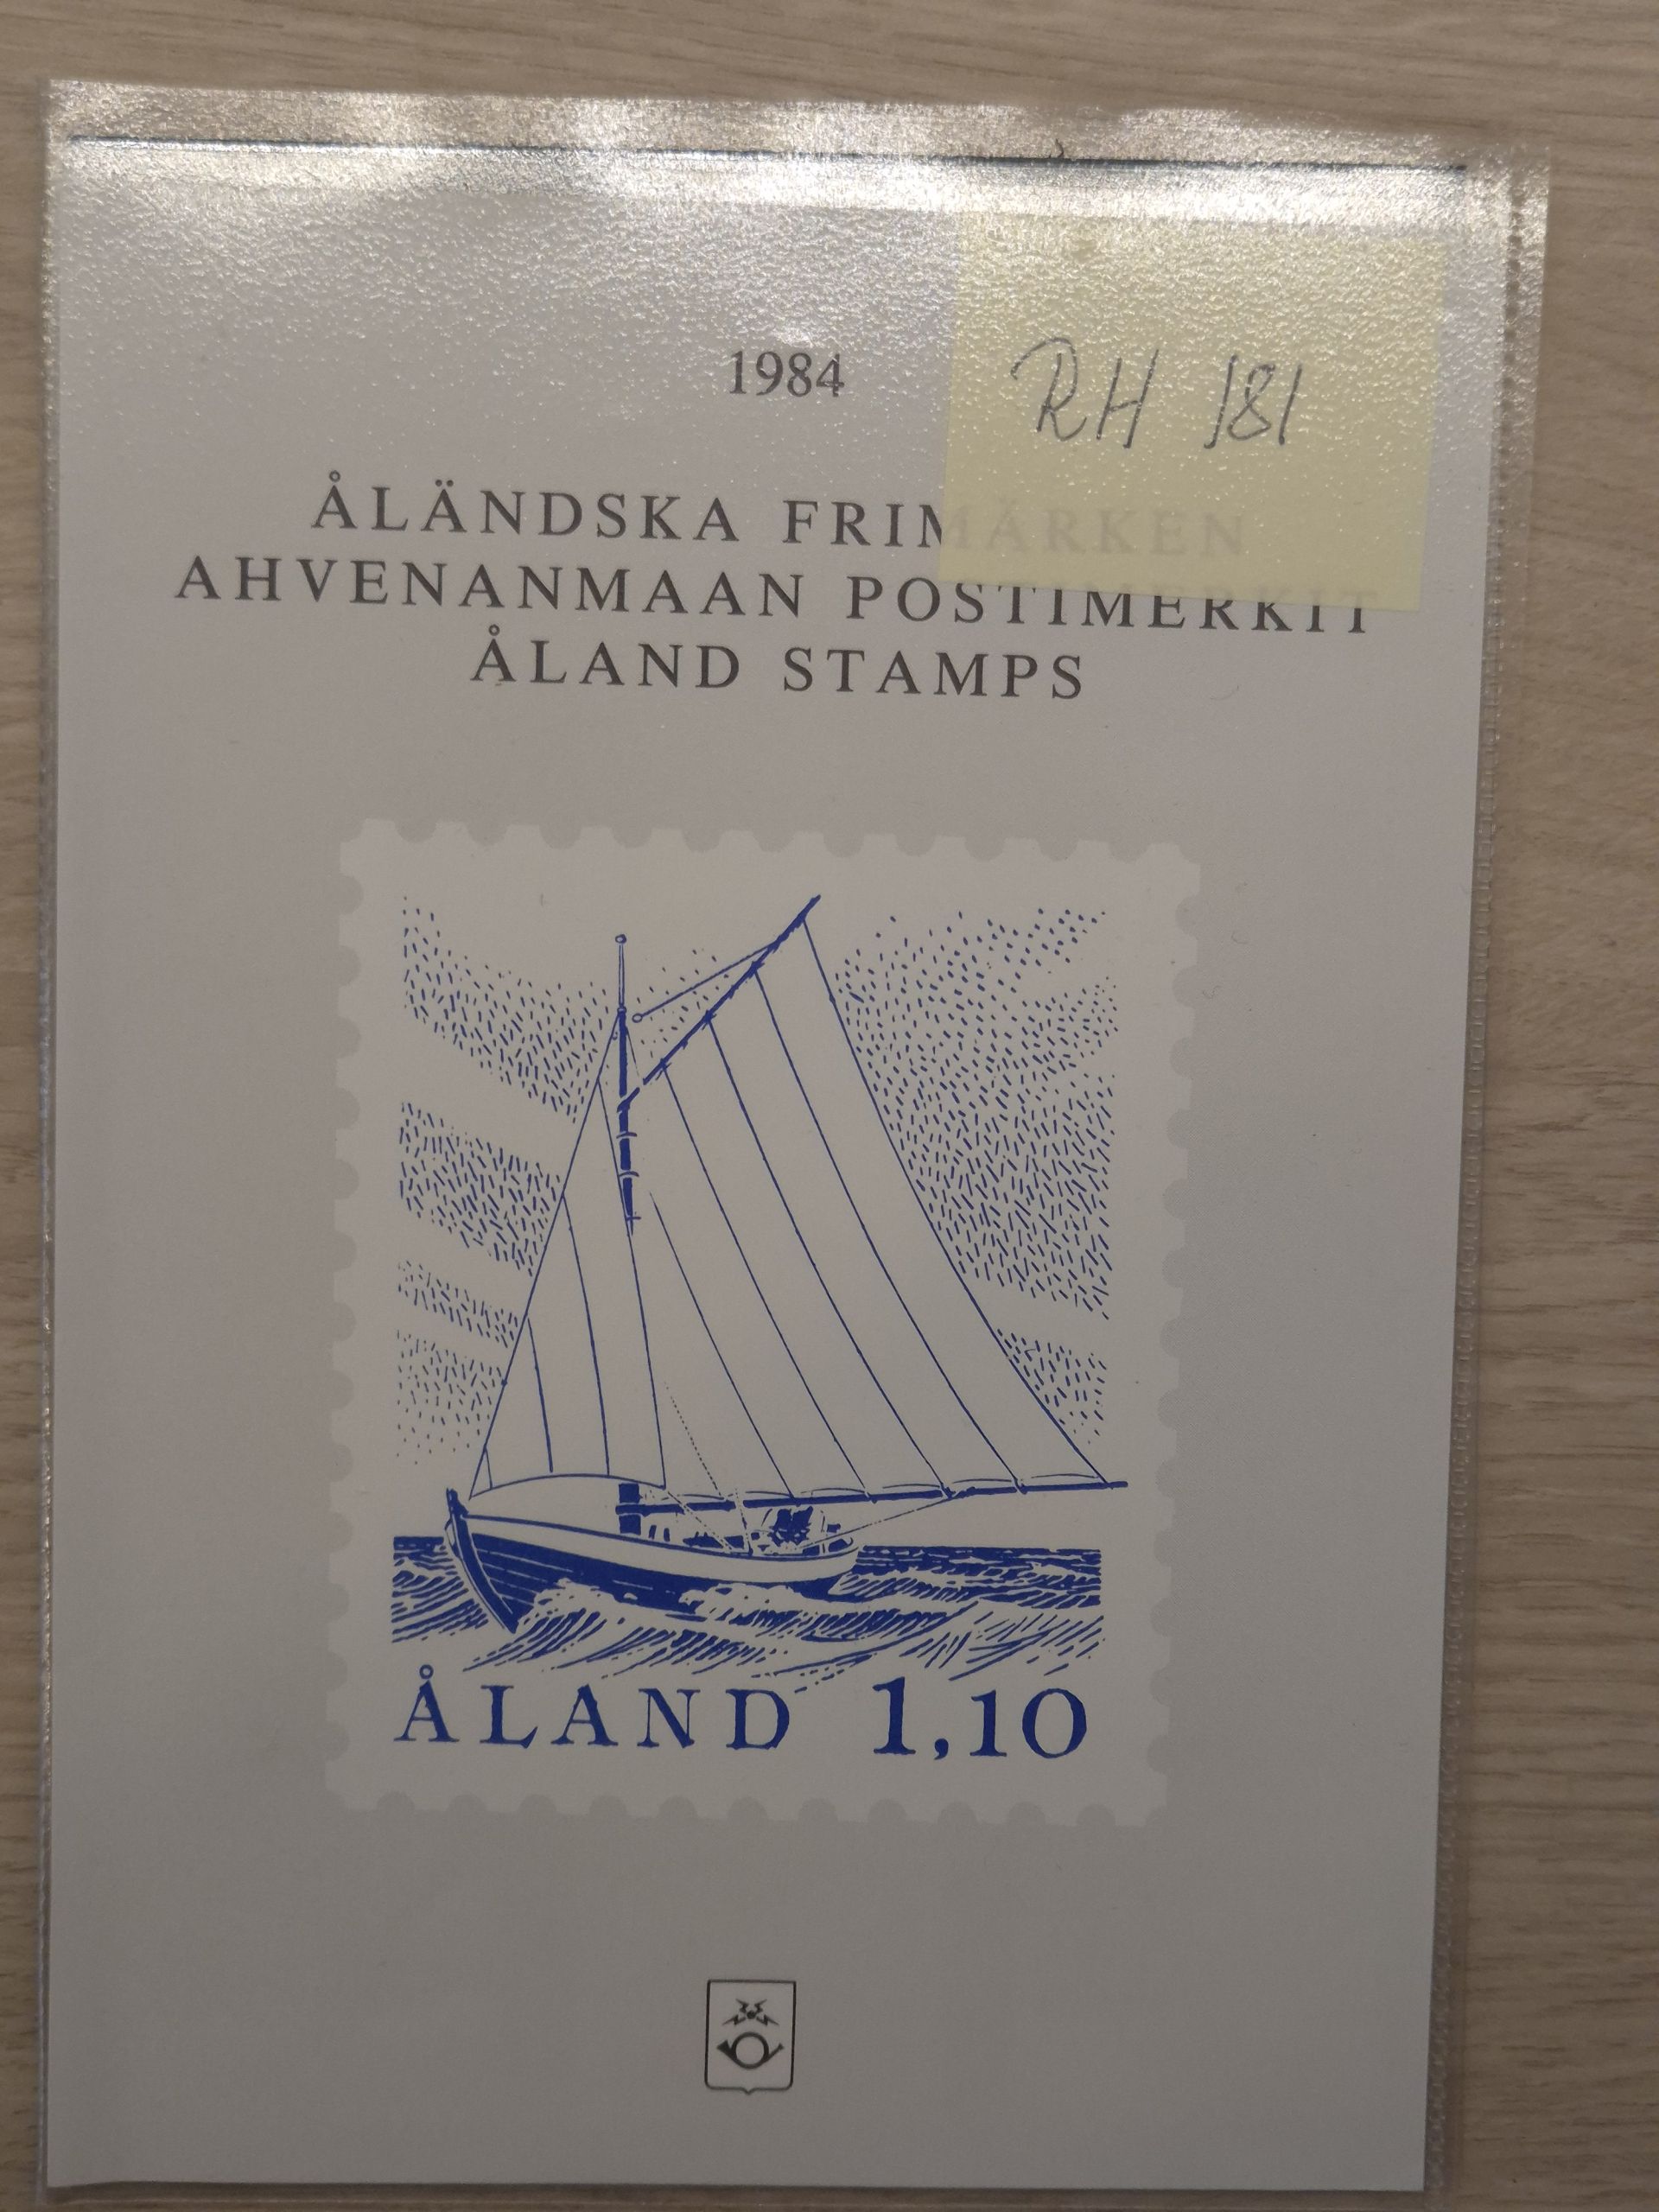 1984
RH 181
ÅLÄNDSKA FRIMÄRKEN
AHVENANMAAN POSTIMERKIT
ÅLAND STAMPS
ÅLAND 1,10